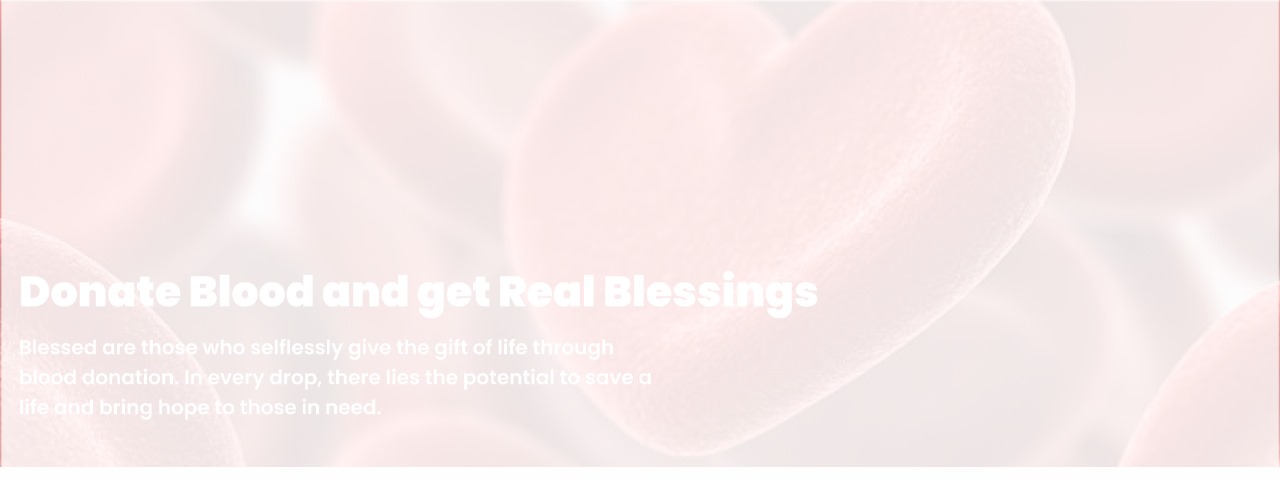 Donate Blood and get Real Blessings
Blessed are those who selflessly give the gift of life through
blood donation. In every drop, there lies the potential to save a
life and bring hope to those in need.